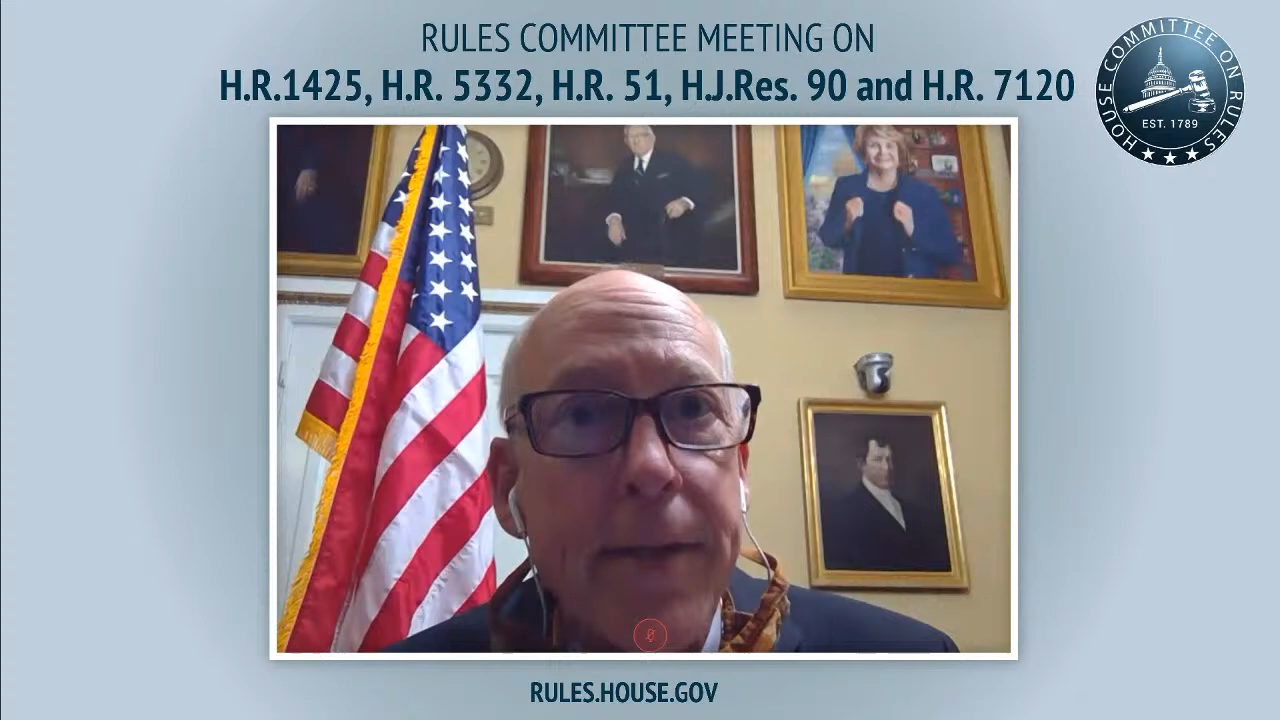 RULES COMMITTEE MEETING ON
H.R.1425, H.R. 5332, H.R. 51, H.J.Res. 90 and H.R. 7120
HOUSE COMMITTEE ON RULES
EST. 1789
RULES.HOUSE.GOV